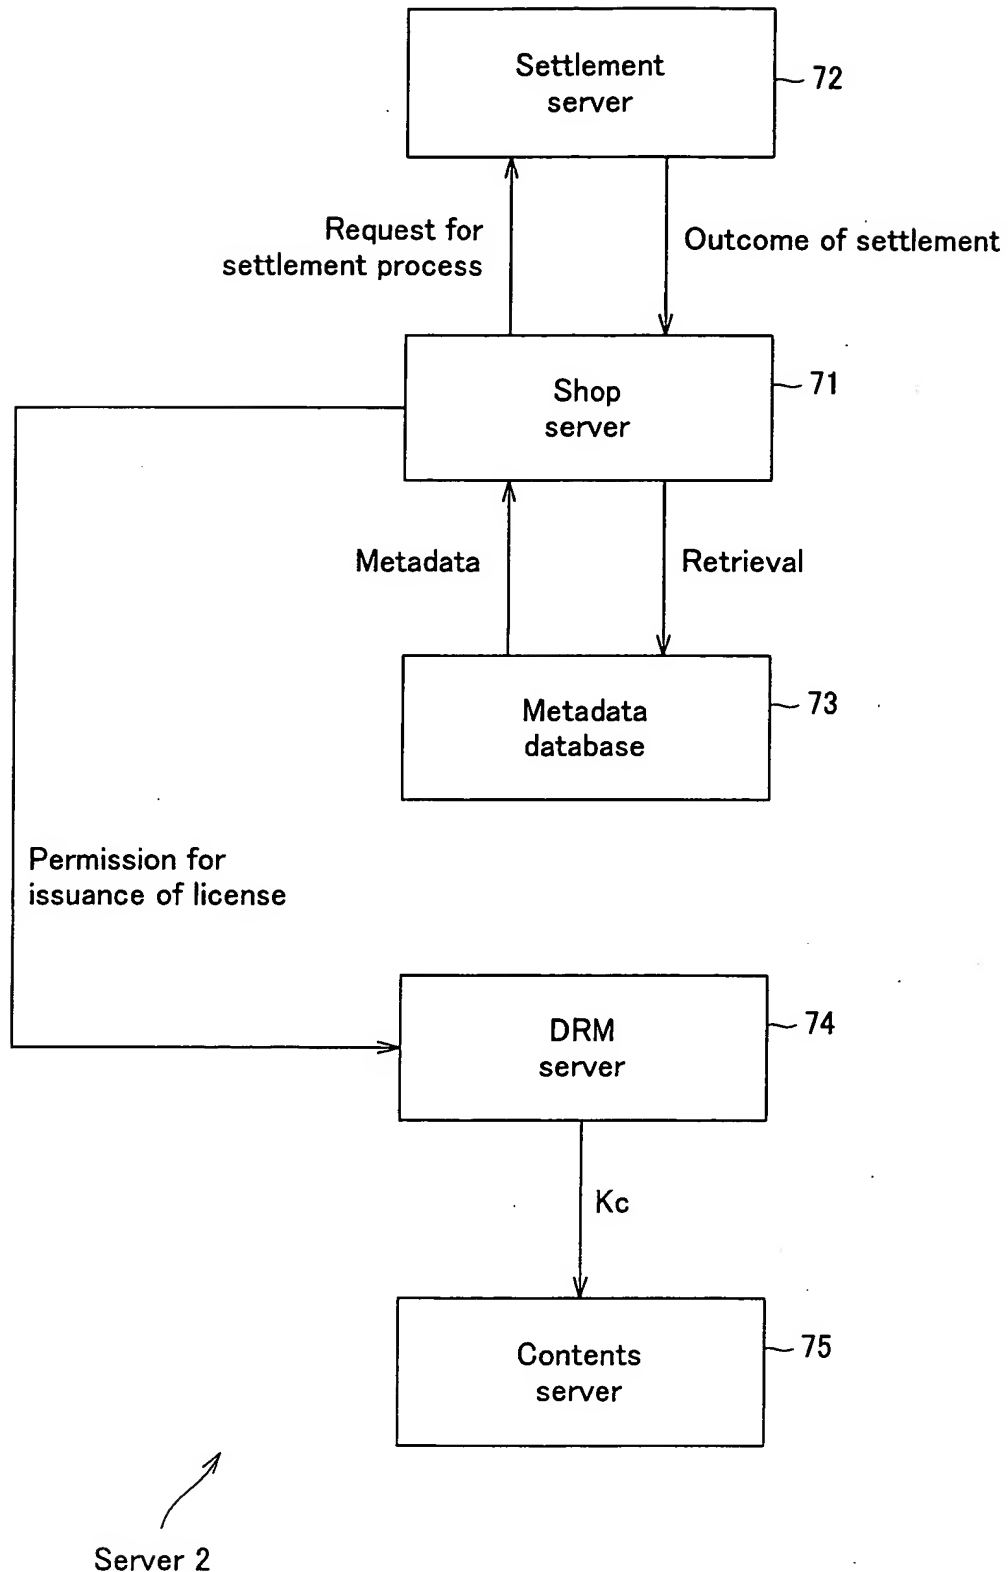 Settlement
server
72
Request for
settlement process
Outcome of settlement
Shop
server
71
Metadata
Retrieval
Metadata
database
73
Permission for
issuance of license
DRM
server
74
Kc
Contents
server
75
Server 2